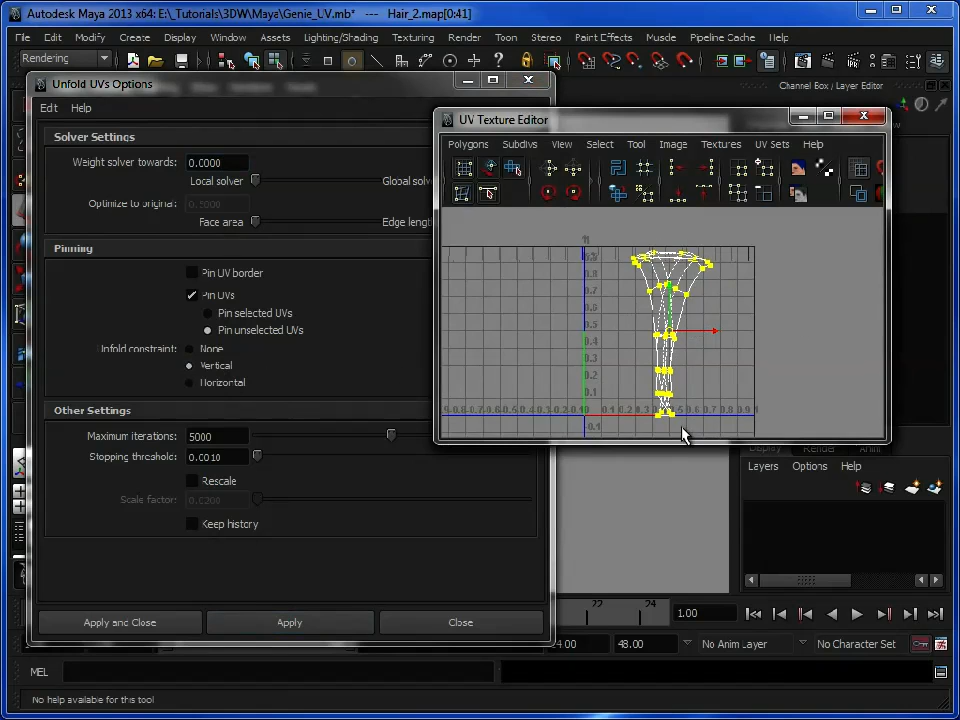 Autodesk Maya 2013 x64: E:\_Tutorials\3DW\Maya\Genie_UV.mb* --- Hair_2.map[0:41]
File Edit Modify Create Display Window Assets Lighting/Shading Texturing Render Toon Stereo Paint Effects Muscle Pipeline Cache Help
Rendering
Unfold UVs Options
Channel Box / Layer Editor
Edit Help
UV Texture Editor
Solver Settings
Polygons Subdivs View Select Tool Image Textures UV Sets Help
Weight solver towards: 0.0000
Local solver Global solv
Optimize to original: 0.5000
Face area Edge length
Pinning
Pin UV border
Pin UVs
Pin selected UVs
Pin unselected UVs
Unfold constraint: None
Vertical
Horizontal
Other Settings
Maximum iterations: 5000
Stopping threshold: 0.0010
Rescale
Scale factor: 0.0200
Keep history
Apply and Close Apply Close
Display Render Anim
Layers Options Help
22 24 1.00
24.00 48.00 No Anim Layer No Character Set
MEL
No help available for this tool